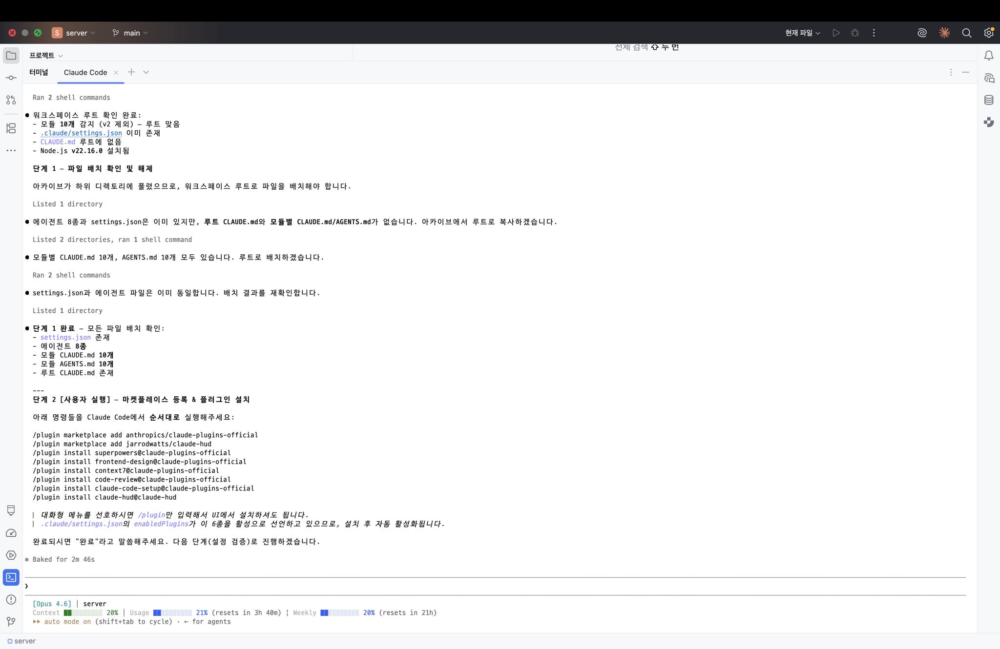 S server main 현재 파일
프로젝트
전체 검색 ⇧ 두 번
터미널 Claude Code
Ran 2 shell commands
● 워크스페이스 루트 확인 완료:
- 모듈 10개 감지 (v2 제외) — 루트 맞음
- .claude/settings.json 이미 존재
- CLAUDE.md 루트에 없음
- Node.js v22.16.0 설치됨
단계 1 — 파일 배치 확인 및 해제
아카이브가 하위 디렉토리에 풀렸으므로, 워크스페이스 루트로 파일을 배치해야 합니다.
Listed 1 directory
● 에이전트 8종과 settings.json은 이미 있지만, 루트 CLAUDE.md와 모듈별 CLAUDE.md/AGENTS.md가 없습니다. 아카이브에서 루트로 복사하겠습니다.
Listed 2 directories, ran 1 shell command
● 모듈별 CLAUDE.md 10개, AGENTS.md 10개 모두 있습니다. 루트로 배치하겠습니다.
Ran 2 shell commands
● settings.json과 에이전트 파일은 이미 동일합니다. 배치 결과를 재확인합니다.
Listed 1 directory
● 단계 1 완료 — 모든 파일 배치 확인:
- settings.json 존재
- 에이전트 8종
- 모듈 CLAUDE.md 10개
- 모듈 AGENTS.md 10개
- 루트 CLAUDE.md 존재
---
단계 2 [사용자 실행] — 마켓플레이스 등록 & 플러그인 설치
아래 명령들을 Claude Code에서 순서대로 실행해주세요:
/plugin marketplace add anthropics/claude-plugins-official
/plugin marketplace add jarrodwatts/claude-hud
/plugin install superpowers@claude-plugins-official
/plugin install frontend-design@claude-plugins-official
/plugin install context7@claude-plugins-official
/plugin install code-review@claude-plugins-official
/plugin install claude-code-setup@claude-plugins-official
/plugin install claude-hud@claude-hud
| 대화형 메뉴를 선호하시면 /plugin만 입력해서 UI에서 설치하셔도 됩니다.
| .claude/settings.json의 enabledPlugins가 이 6종을 활성으로 선언하고 있으므로, 설치 후 자동 활성화됩니다.
완료되시면 "완료"라고 말씀해주세요. 다음 단계(설정 검증)로 진행하겠습니다.
* Baked for 2m 46s
❯
[Opus 4.6] │ server
Context 20% │ Usage 21% (resets in 3h 40m) ¦ Weekly 20% (resets in 21h)
▸▸ auto mode on (shift+tab to cycle) · ← for agents
server